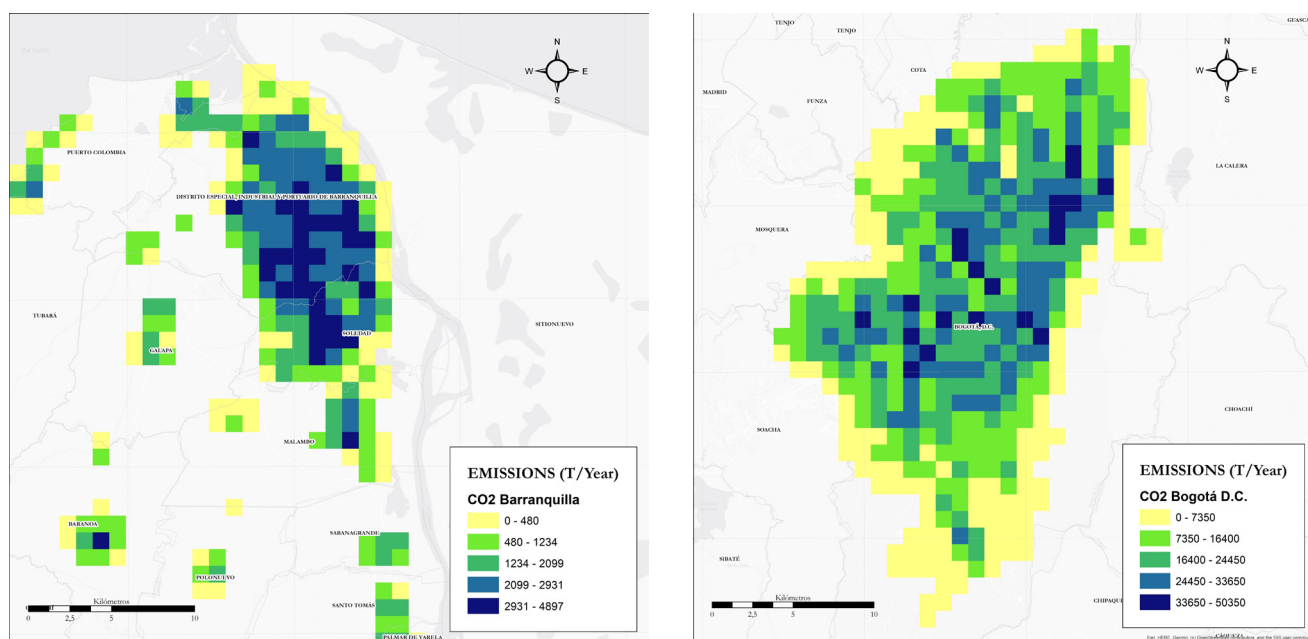 N
W E
S
PUERTO COLOMBIA
DISTRITO ESPECIAL, INDUSTRIAL Y PORTUARIO DE BARRANQUILLA
TUBARÁ
SITIONUEVO
SOLEDAD
GALAPA
MALAMBO
BARANOA
SABANAGRANDE
POLONUEVO
SANTO TOMÁS
PALMAR DE VARELA
Kilómetros
0 2,5 5 10
EMISSIONS (T/Year)
CO2 Barranquilla
0 - 480
480 - 1234
1234 - 2099
2099 - 2931
2931 - 4897
TENJO
TENJO
GUASCA
COTA
N
W E
S
MADRID
FUNZA
LA CALERA
MOSQUERA
BOGOTÁ, D.C.
CHOACHÍ
SOACHA
SIBATÉ
CHIPAQU
CÁQUEZA
Kilómetros
0 2,5 5 10
EMISSIONS (T/Year)
CO2 Bogotá D.C.
0 - 7350
7350 - 16400
16400 - 24450
24450 - 33650
33650 - 50350